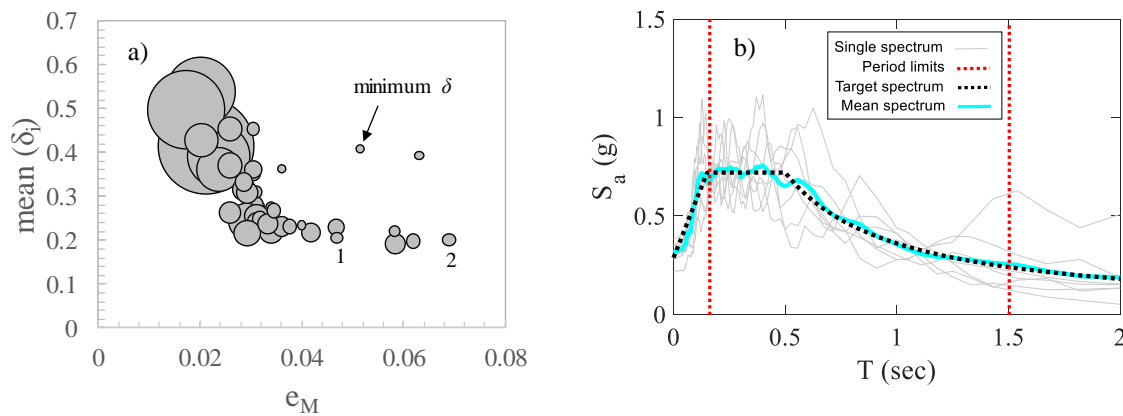 a)
mean (δi)
0.7
0.6
0.5
0.4
0.3
0.2
0.1
0
minimum δ
1
2
0 0.02 0.04 0.06 0.08
eM
b)
Sa (g)
1.5
1
0.5
0
Single spectrum
Period limits
Target spectrum
Mean spectrum
0 0.5 1 1.5 2
T (sec)